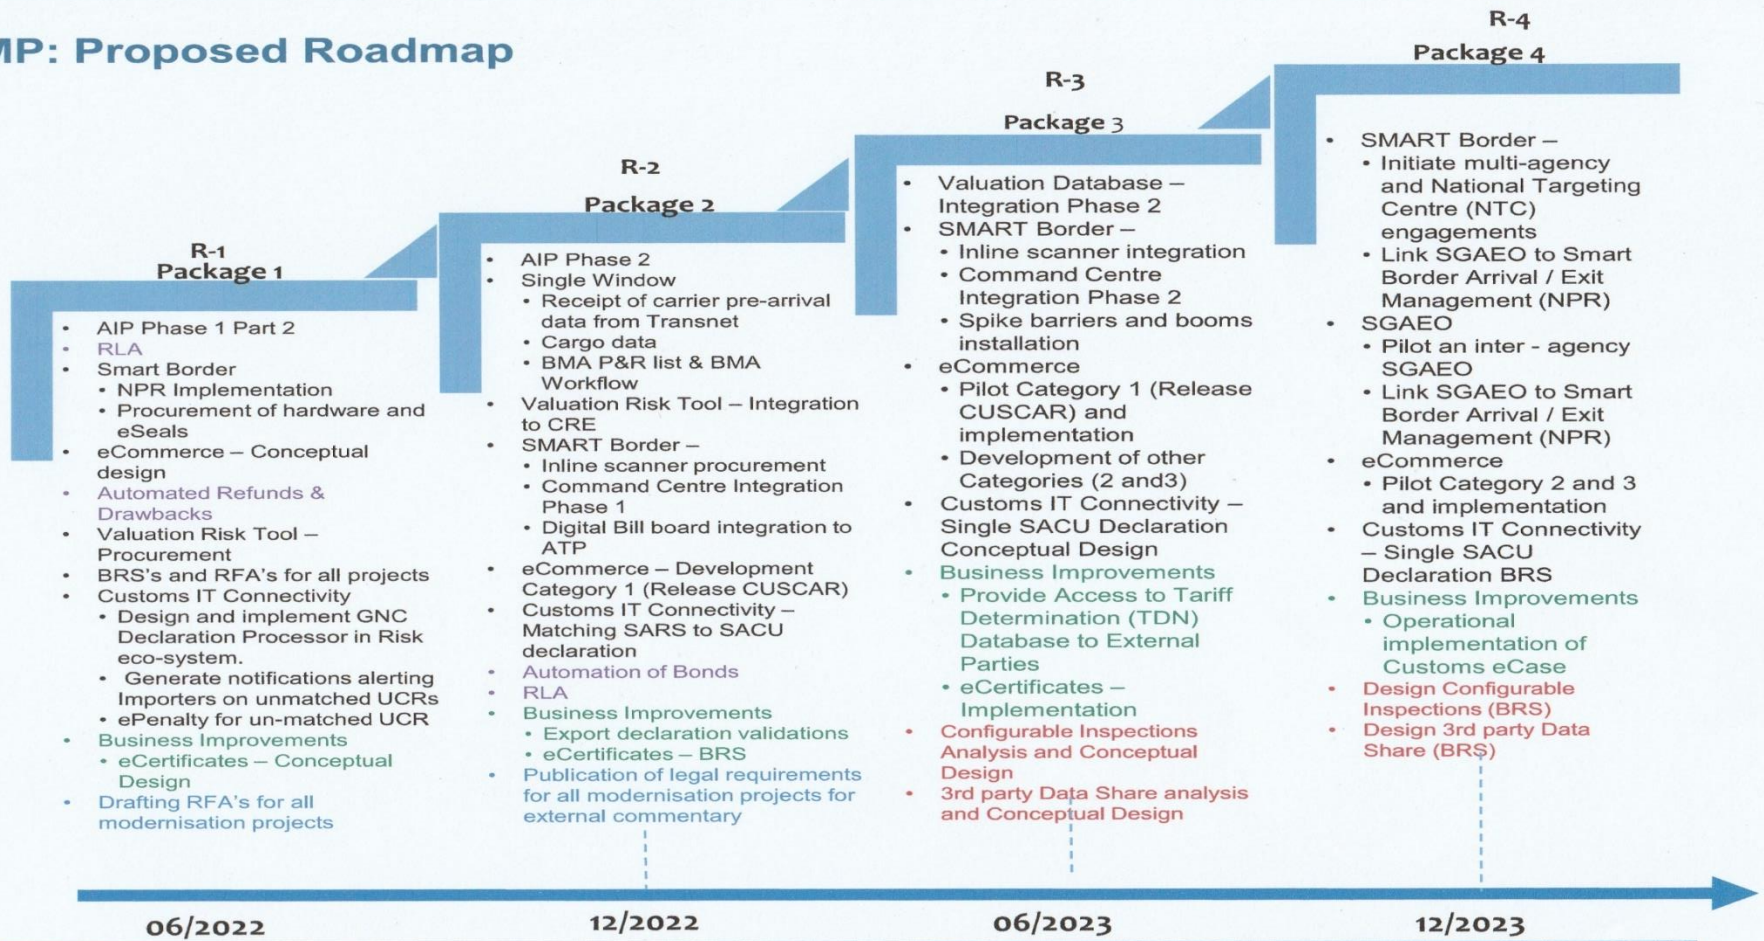 MP: Proposed Roadmap
R-1
Package 1
• AIP Phase 1 Part 2
• RLA
• Smart Border
• NPR Implementation
• Procurement of hardware and
eSeals
• eCommerce – Conceptual
design
• Automated Refunds &
Drawbacks
• Valuation Risk Tool –
Procurement
• BRS's and RFA's for all projects
• Customs IT Connectivity
• Design and implement GNC
Declaration Processor in Risk
eco-system.
• Generate notifications alerting
Importers on unmatched UCRs
• ePenalty for un-matched UCR
• Business Improvements
• eCertificates – Conceptual
Design
• Drafting RFA's for all
modernisation projects
R-2
Package 2
• AIP Phase 2
• Single Window
• Receipt of carrier pre-arrival
data from Transnet
• Cargo data
• BMA P&R list & BMA
Workflow
• Valuation Risk Tool – Integration
to CRE
• SMART Border –
• Inline scanner procurement
• Command Centre Integration
Phase 1
• Digital Bill board integration to
ATP
• eCommerce – Development
Category 1 (Release CUSCAR)
• Customs IT Connectivity –
Matching SARS to SACU
declaration
• Automation of Bonds
• RLA
• Business Improvements
• Export declaration validations
• eCertificates – BRS
• Publication of legal requirements
for all modernisation projects for
external commentary
R-3
Package 3
• Valuation Database –
Integration Phase 2
• SMART Border –
• Inline scanner integration
• Command Centre
Integration Phase 2
• Spike barriers and booms
installation
• eCommerce
• Pilot Category 1 (Release
CUSCAR) and
implementation
• Development of other
Categories (2 and3)
• Customs IT Connectivity –
Single SACU Declaration
Conceptual Design
• Business Improvements
• Provide Access to Tariff
Determination (TDN)
Database to External
Parties
• eCertificates –
Implementation
• Configurable Inspections
Analysis and Conceptual
Design
• 3rd party Data Share analysis
and Conceptual Design
R-4
Package 4
• SMART Border –
• Initiate multi-agency
and National Targeting
Centre (NTC)
engagements
• Link SGAEO to Smart
Border Arrival / Exit
Management (NPR)
• SGAEO
• Pilot an inter - agency
SGAEO
• Link SGAEO to Smart
Border Arrival / Exit
Management (NPR)
• eCommerce
• Pilot Category 2 and 3
and implementation
• Customs IT Connectivity
– Single SACU
Declaration BRS
• Business Improvements
• Operational
implementation of
Customs eCase
• Design Configurable
Inspections (BRS)
• Design 3rd party Data
Share (BRS)
06/2022
12/2022
06/2023
12/2023